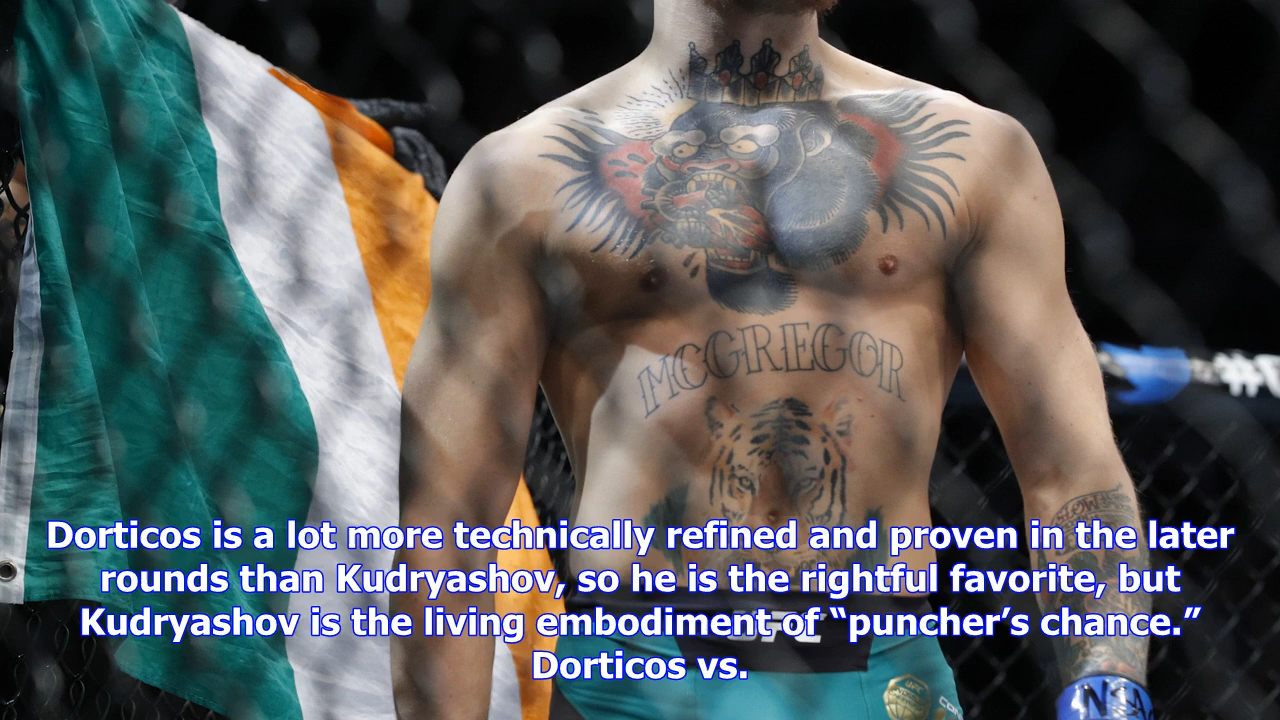 MCGREGOR
Dorticos is a lot more technically refined and proven in the later
rounds than Kudryashov, so he is the rightful favorite, but
Kudryashov is the living embodiment of “puncher’s chance.”
Dorticos vs.
UFC